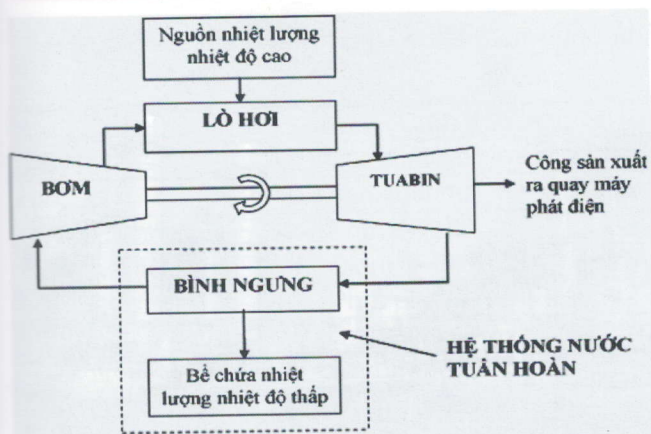 Nguồn nhiệt lượng
nhiệt độ cao
LÒ HƠI
BƠM
TUABIN
Công sản xuất
ra quay máy
phát điện
BÌNH NGƯNG
HỆ THỐNG NƯỚC
TUẦN HOÀN
Bể chứa nhiệt
lượng nhiệt độ thấp